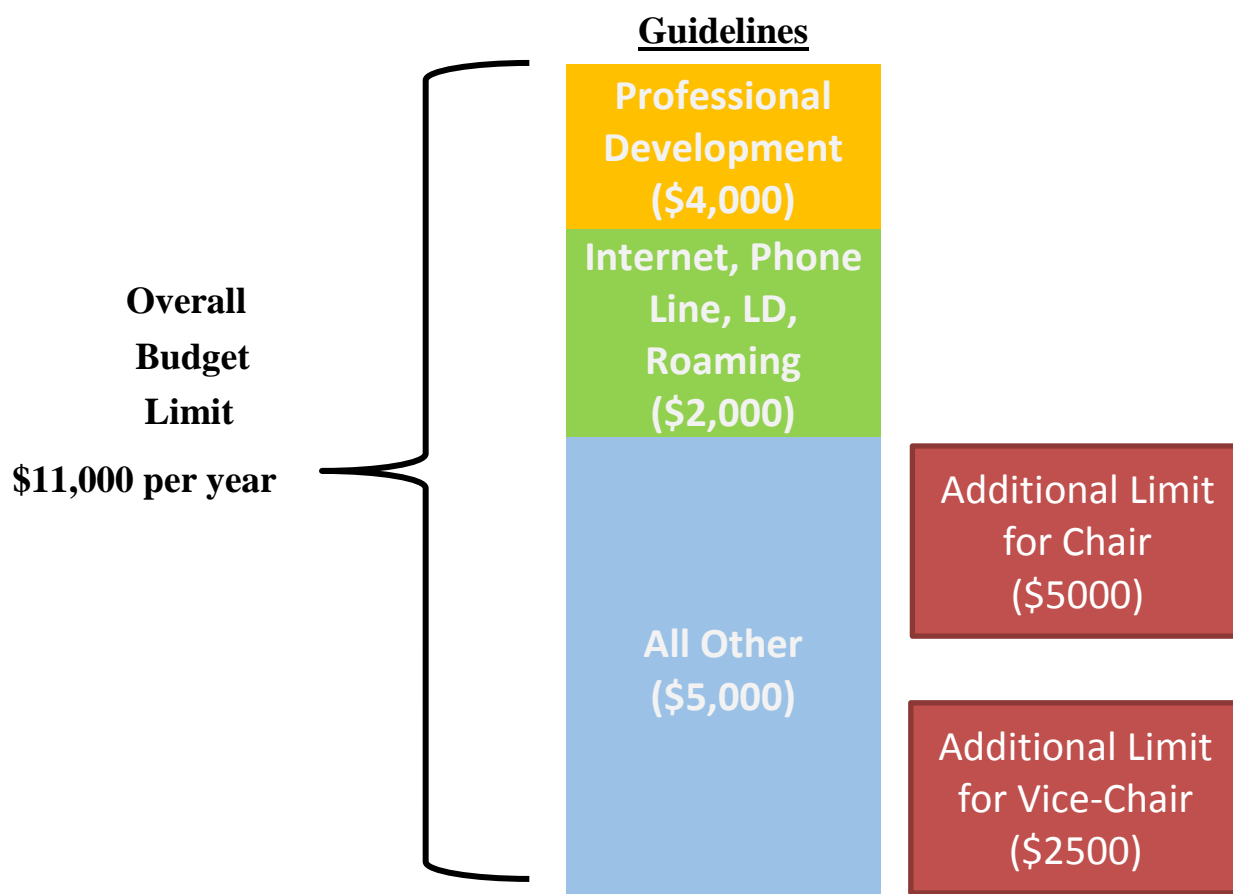 Guidelines
Professional
Development
($4,000)
Internet, Phone
Line, LD,
Roaming
($2,000)
Overall
Budget
Limit
$11,000 per year
All Other
($5,000)
Additional Limit
for Chair
($5000)
Additional Limit
for Vice-Chair
($2500)